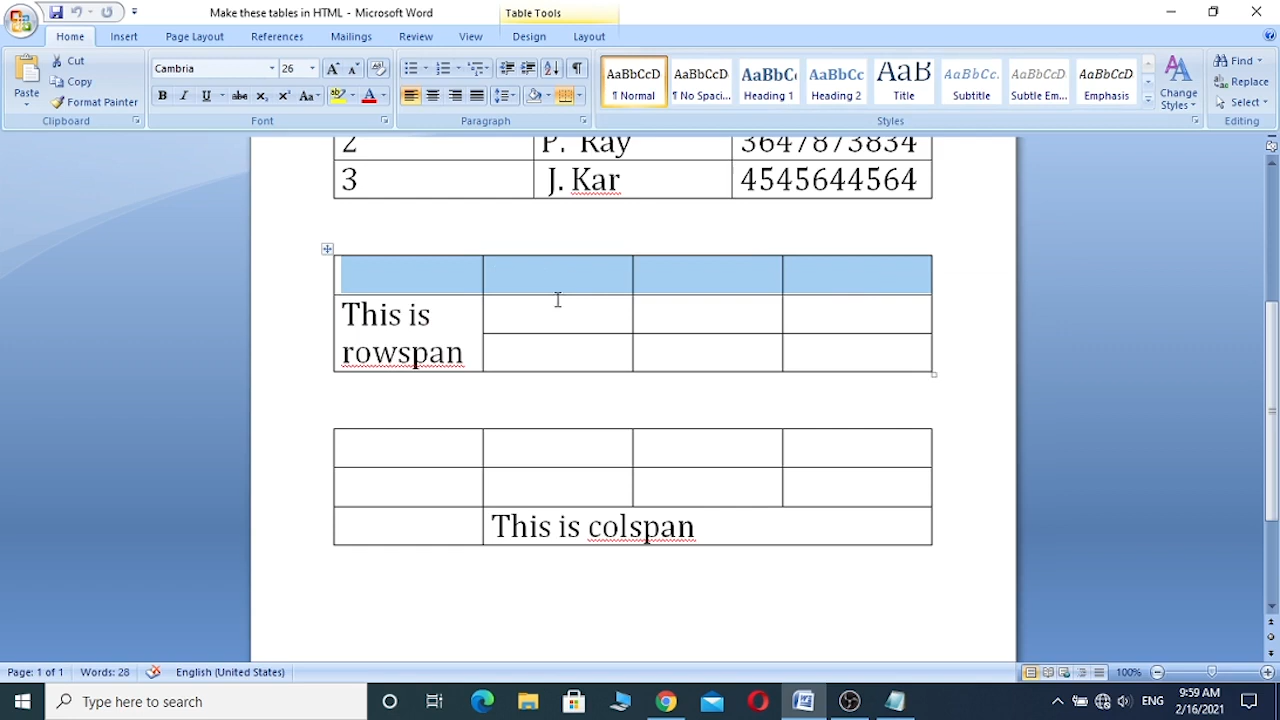 Make these tables in HTML - Microsoft Word
Table Tools
Home Insert Page Layout References Mailings Review View Design Layout
Paste
Cut
Copy
Format Painter
Clipboard
Cambria 26
Font
Paragraph
AaBbCcD AaBbCcD AaBbC AaBbCc AaB AaBbCc. AaBbCcD AaBbCcD
¶ Normal ¶ No Spaci... Heading 1 Heading 2 Title Subtitle Subtle Em... Emphasis
Change
Styles
Styles
Find
Replace
Select
Editing
2 P. Ray 3647873834
3 J. Kar 4545644564
This is
rowspan
This is colspan
Page: 1 of 1 Words: 28 English (United States) 100%
Type here to search
ENG
9:59 AM
2/16/2021